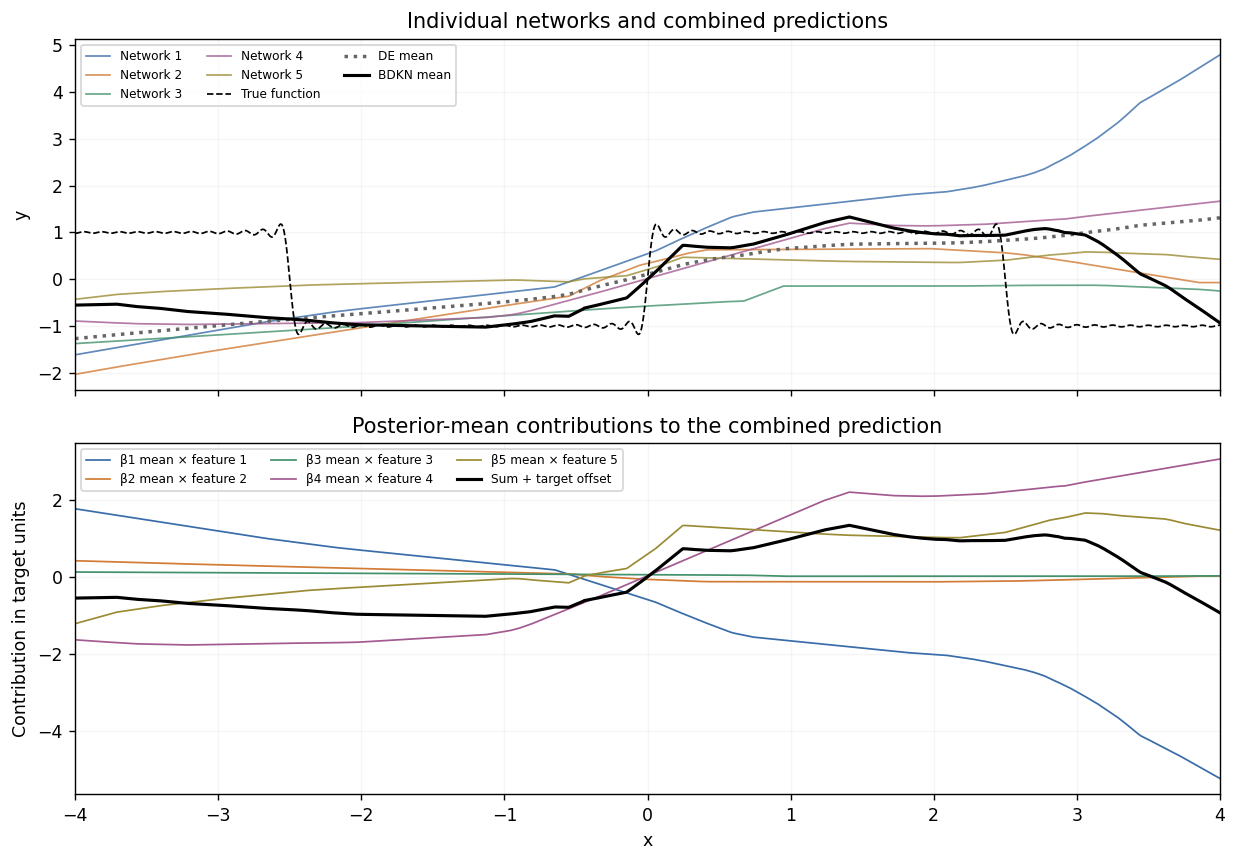 Individual networks and combined predictions
Network 1
Network 2
Network 3
Network 4
Network 5
True function
DE mean
BDKN mean
5
4
3
2
1
0
−1
−2
y
Posterior-mean contributions to the combined prediction
β1 mean × feature 1
β2 mean × feature 2
β3 mean × feature 3
β4 mean × feature 4
β5 mean × feature 5
Sum + target offset
2
0
−2
−4
Contribution in target units
−4 −3 −2 −1 0 1 2 3 4
x